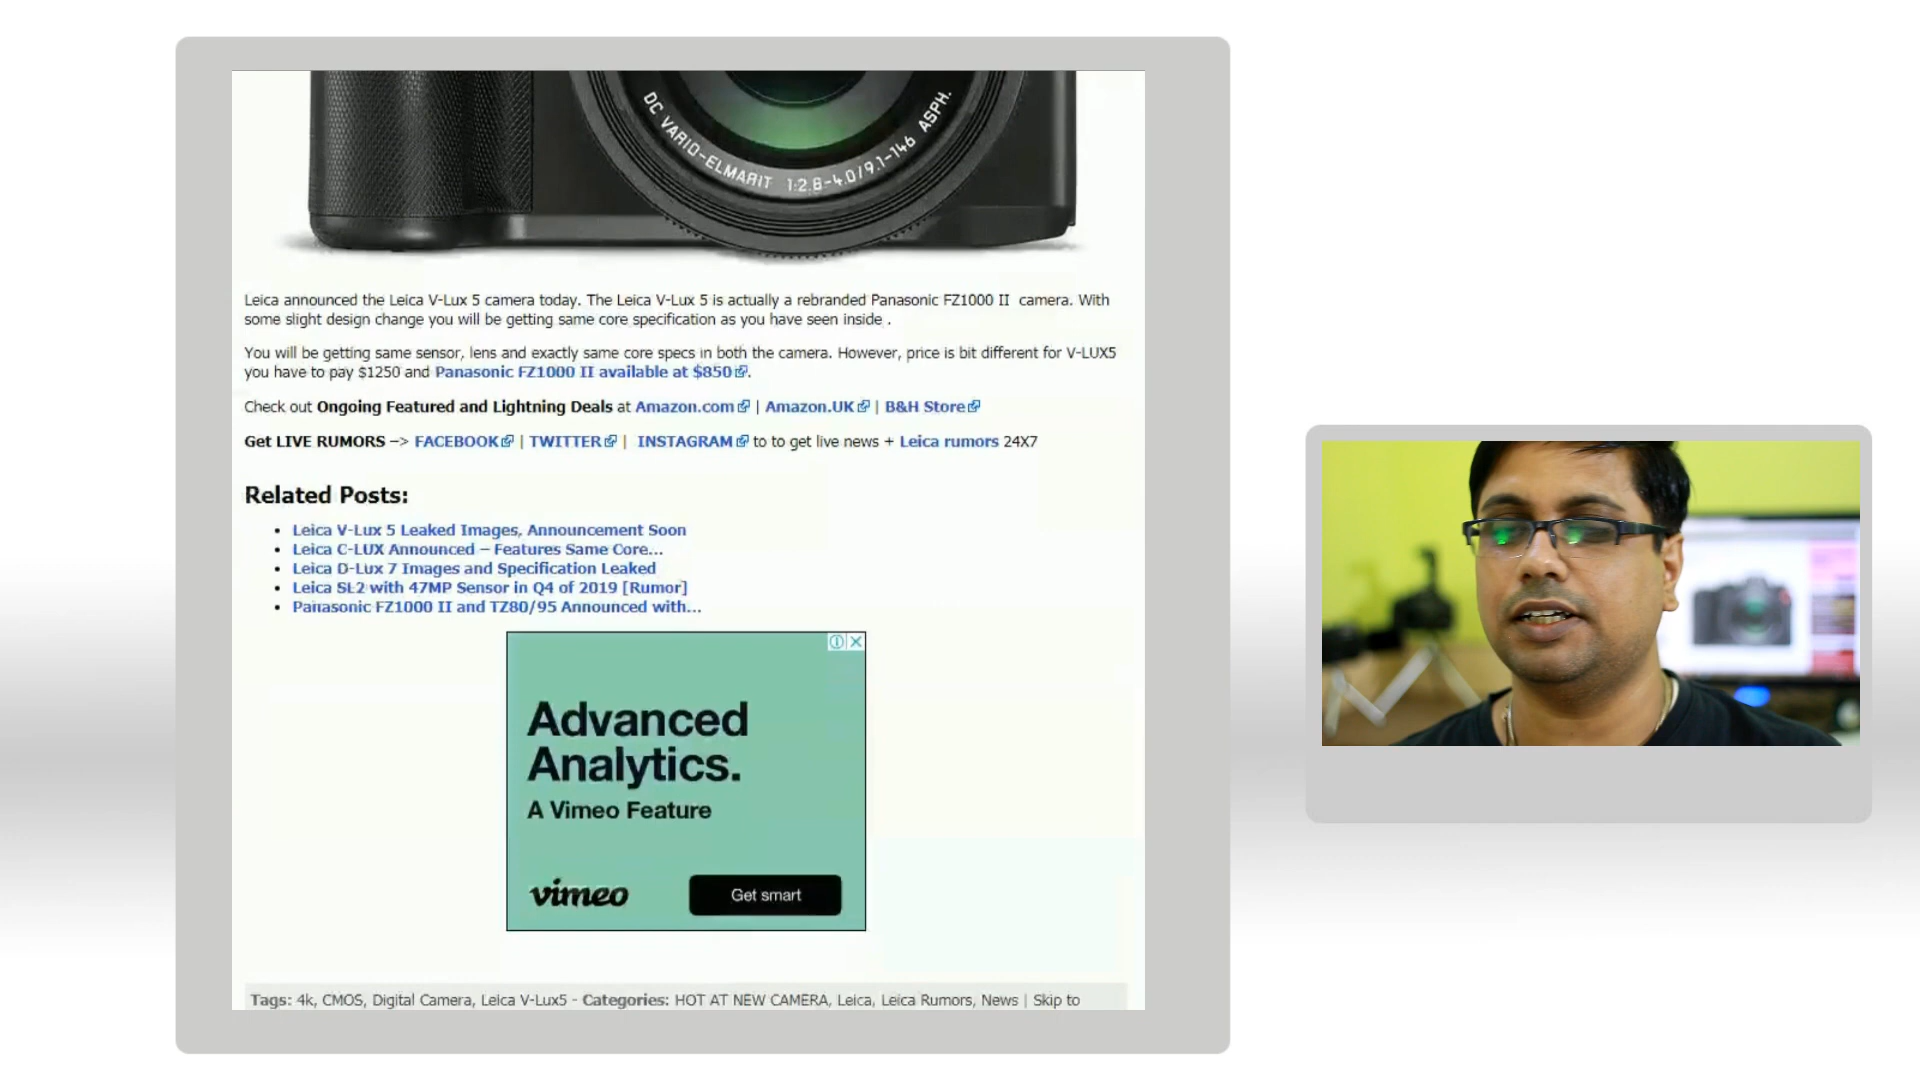 DC VARIO-ELMARIT 1:2.8-4.0/9.1-146 ASPH.
Leica announced the Leica V-Lux 5 camera today. The Leica V-Lux 5 is actually a rebranded Panasonic FZ1000 II camera. With
some slight design change you will be getting same core specification as you have seen inside .
You will be getting same sensor, lens and exactly same core specs in both the camera. However, price is bit different for V-LUX5
you have to pay $1250 and Panasonic FZ1000 II available at $850.
Check out Ongoing Featured and Lightning Deals at Amazon.com | Amazon.UK | B&H Store
Get LIVE RUMORS –> FACEBOOK | TWITTER | INSTAGRAM to to get live news + Leica rumors 24X7
Related Posts:
• Leica V-Lux 5 Leaked Images, Announcement Soon
• Leica C-LUX Announced – Features Same Core...
• Leica D-Lux 7 Images and Specification Leaked
• Leica SL2 with 47MP Sensor in Q4 of 2019 [Rumor]
• Panasonic FZ1000 II and TZ80/95 Announced with...
Advanced
Analytics.
A Vimeo Feature
vimeo
Get smart
Tags: 4k, CMOS, Digital Camera, Leica V-Lux5 - Categories: HOT AT NEW CAMERA, Leica, Leica Rumors, News | Skip to